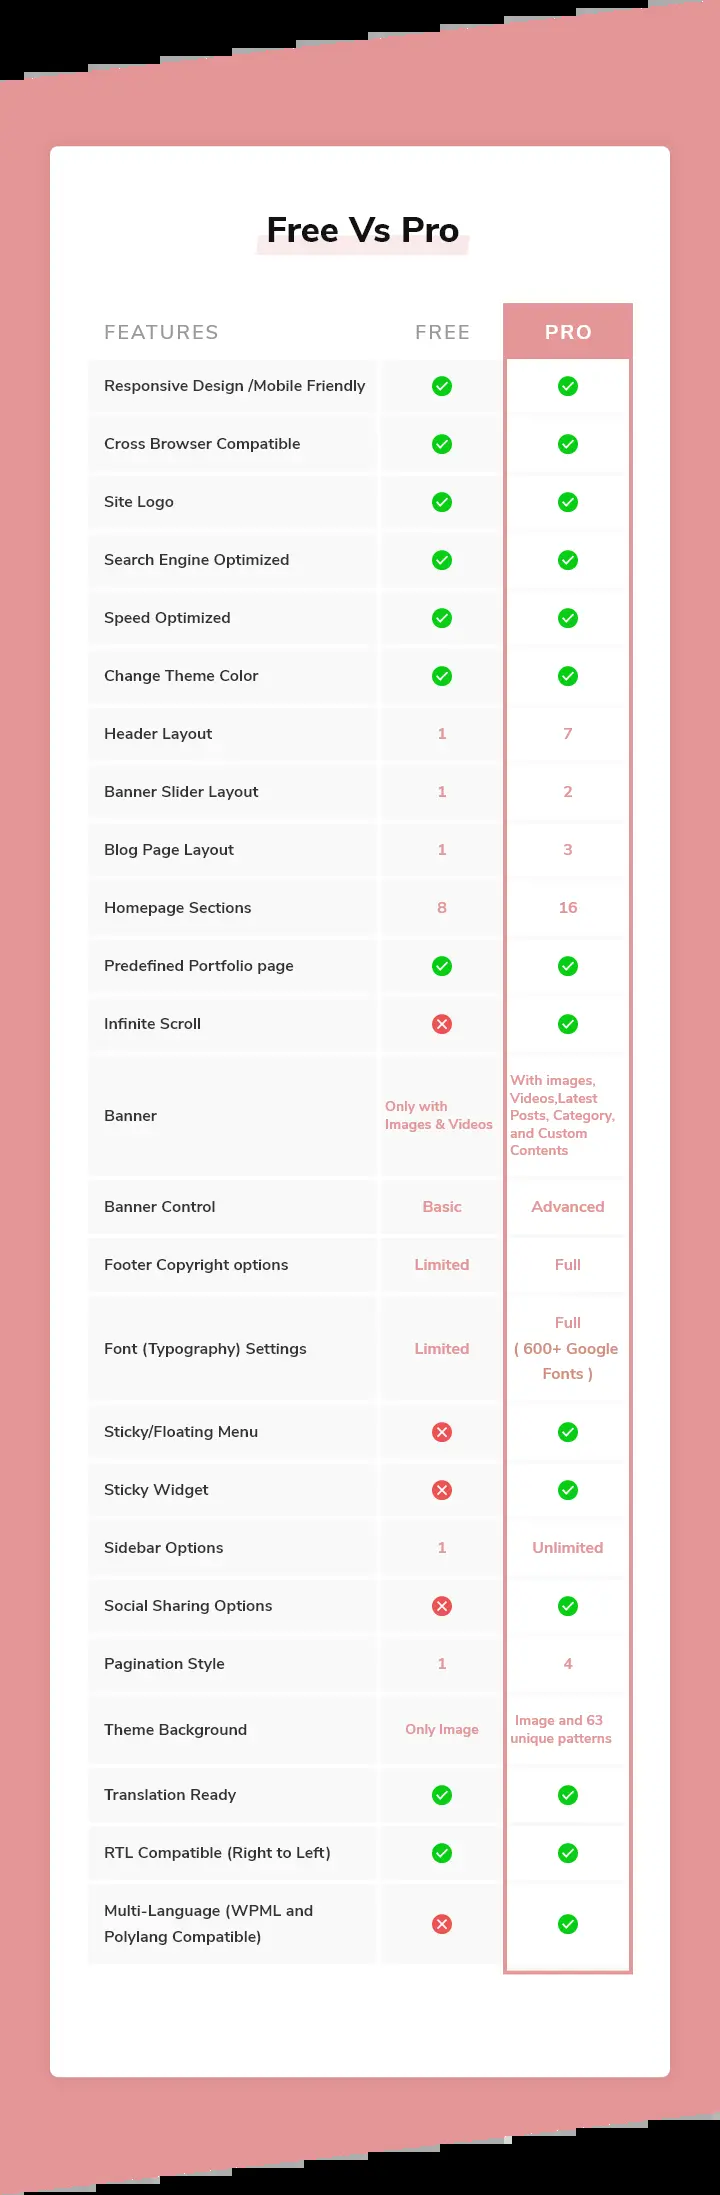 Free Vs Pro
FEATURES FREE PRO
Responsive Design /Mobile Friendly
Cross Browser Compatible
Site Logo
Search Engine Optimized
Speed Optimized
Change Theme Color
Header Layout 1 7
Banner Slider Layout 1 2
Blog Page Layout 1 3
Homepage Sections 8 16
Predefined Portfolio page
Infinite Scroll
Banner
Only with
Images & Videos
With images,
Videos,Latest
Posts, Category,
and Custom
Contents
Banner Control Basic Advanced
Footer Copyright options Limited Full
Font (Typography) Settings Limited
Full
( 600+ Google
Fonts )
Sticky/Floating Menu
Sticky Widget
Sidebar Options 1 Unlimited
Social Sharing Options
Pagination Style 1 4
Theme Background Only Image
Image and 63
unique patterns
Translation Ready
RTL Compatible (Right to Left)
Multi-Language (WPML and
Polylang Compatible)